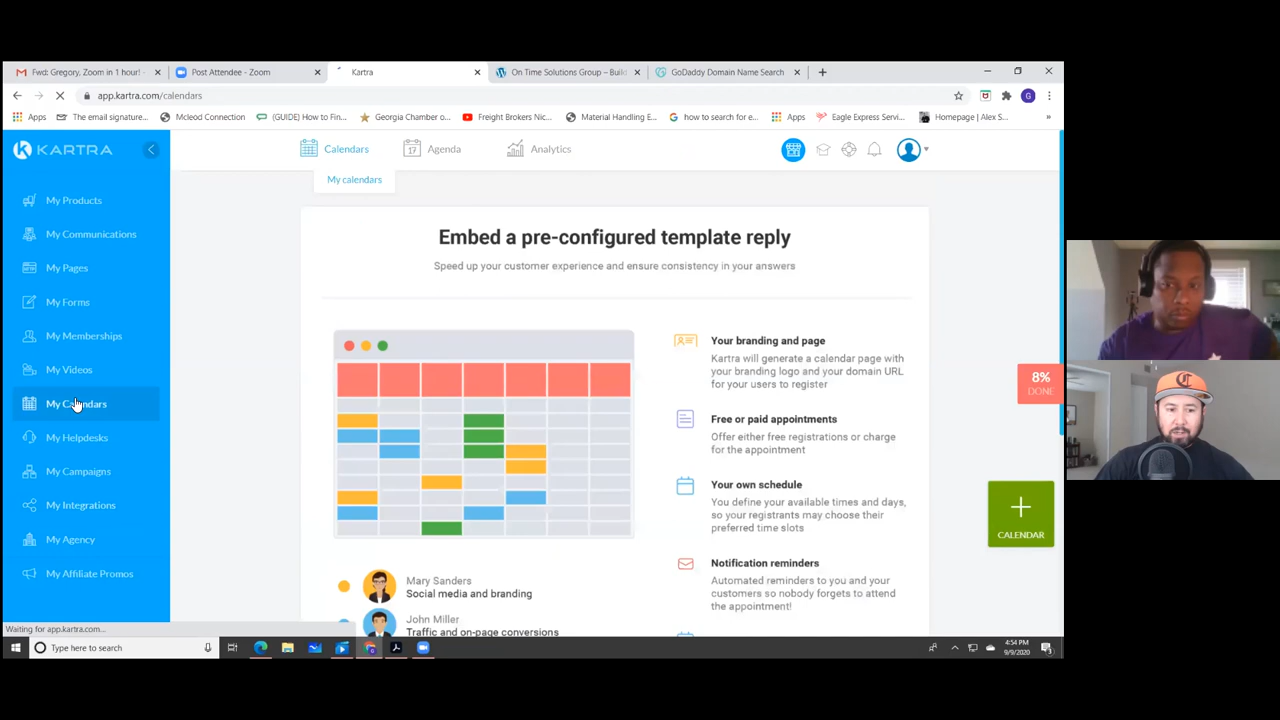 Fwd: Gregory, Zoom in 1 hour! -
Post Attendee - Zoom
Kartra
On Time Solutions Group – Build
GoDaddy Domain Name Search
app.kartra.com/calendars
G
Apps
The email signature...
Mcleod Connection
(GUIDE) How to Fin...
Georgia Chamber o...
Freight Brokers Nic...
Material Handling E...
how to search for e...
Apps
Eagle Express Servi...
Homepage | Alex S...
»
KARTRA
Calendars
17
Agenda
Analytics
My calendars
My Products
My Communications
My Pages
My Forms
My Memberships
My Videos
My Calendars
My Helpdesks
My Campaigns
My Integrations
My Agency
My Affiliate Promos
Embed a pre-configured template reply
Speed up your customer experience and ensure consistency in your answers
Your branding and page
Kartra will generate a calendar page with
your branding logo and your domain URL
for your users to register
Free or paid appointments
Offer either free registrations or charge
for the appointment
Your own schedule
You define your available times and days,
so your registrants may choose their
preferred time slots
Notification reminders
Automated reminders to you and your
customers so nobody forgets to attend
the appointment!
Mary Sanders
Social media and branding
John Miller
Traffic and on-page conversions
8%
DONE
+
CALENDAR
Waiting for app.kartra.com...
Type here to search
4:54 PM
9/9/2020